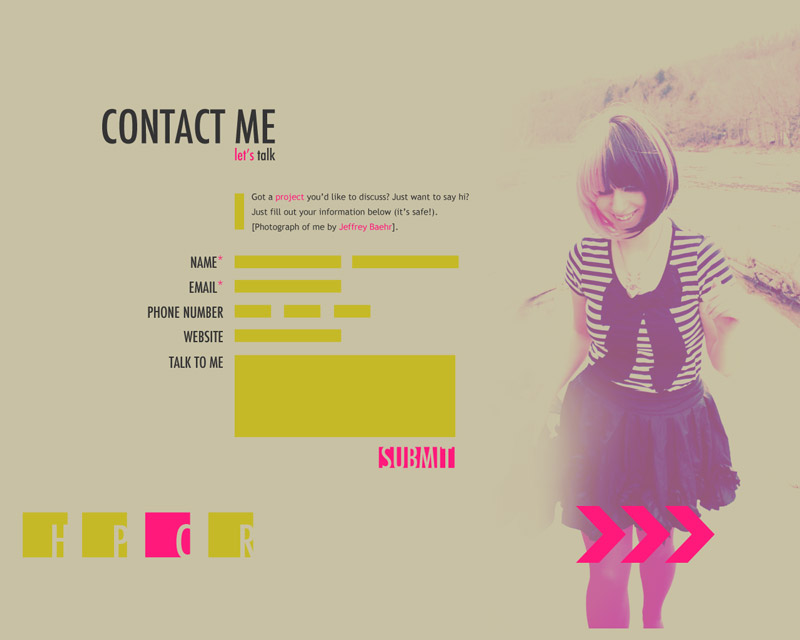 CONTACT ME
let's talk
Got a project you'd like to discuss? Just want to say hi?
Just fill out your information below (it's safe!).
[Photograph of me by Jeffrey Baehr].
NAME*
EMAIL*
PHONE NUMBER
WEBSITE
TALK TO ME
SUBMIT
H P C R